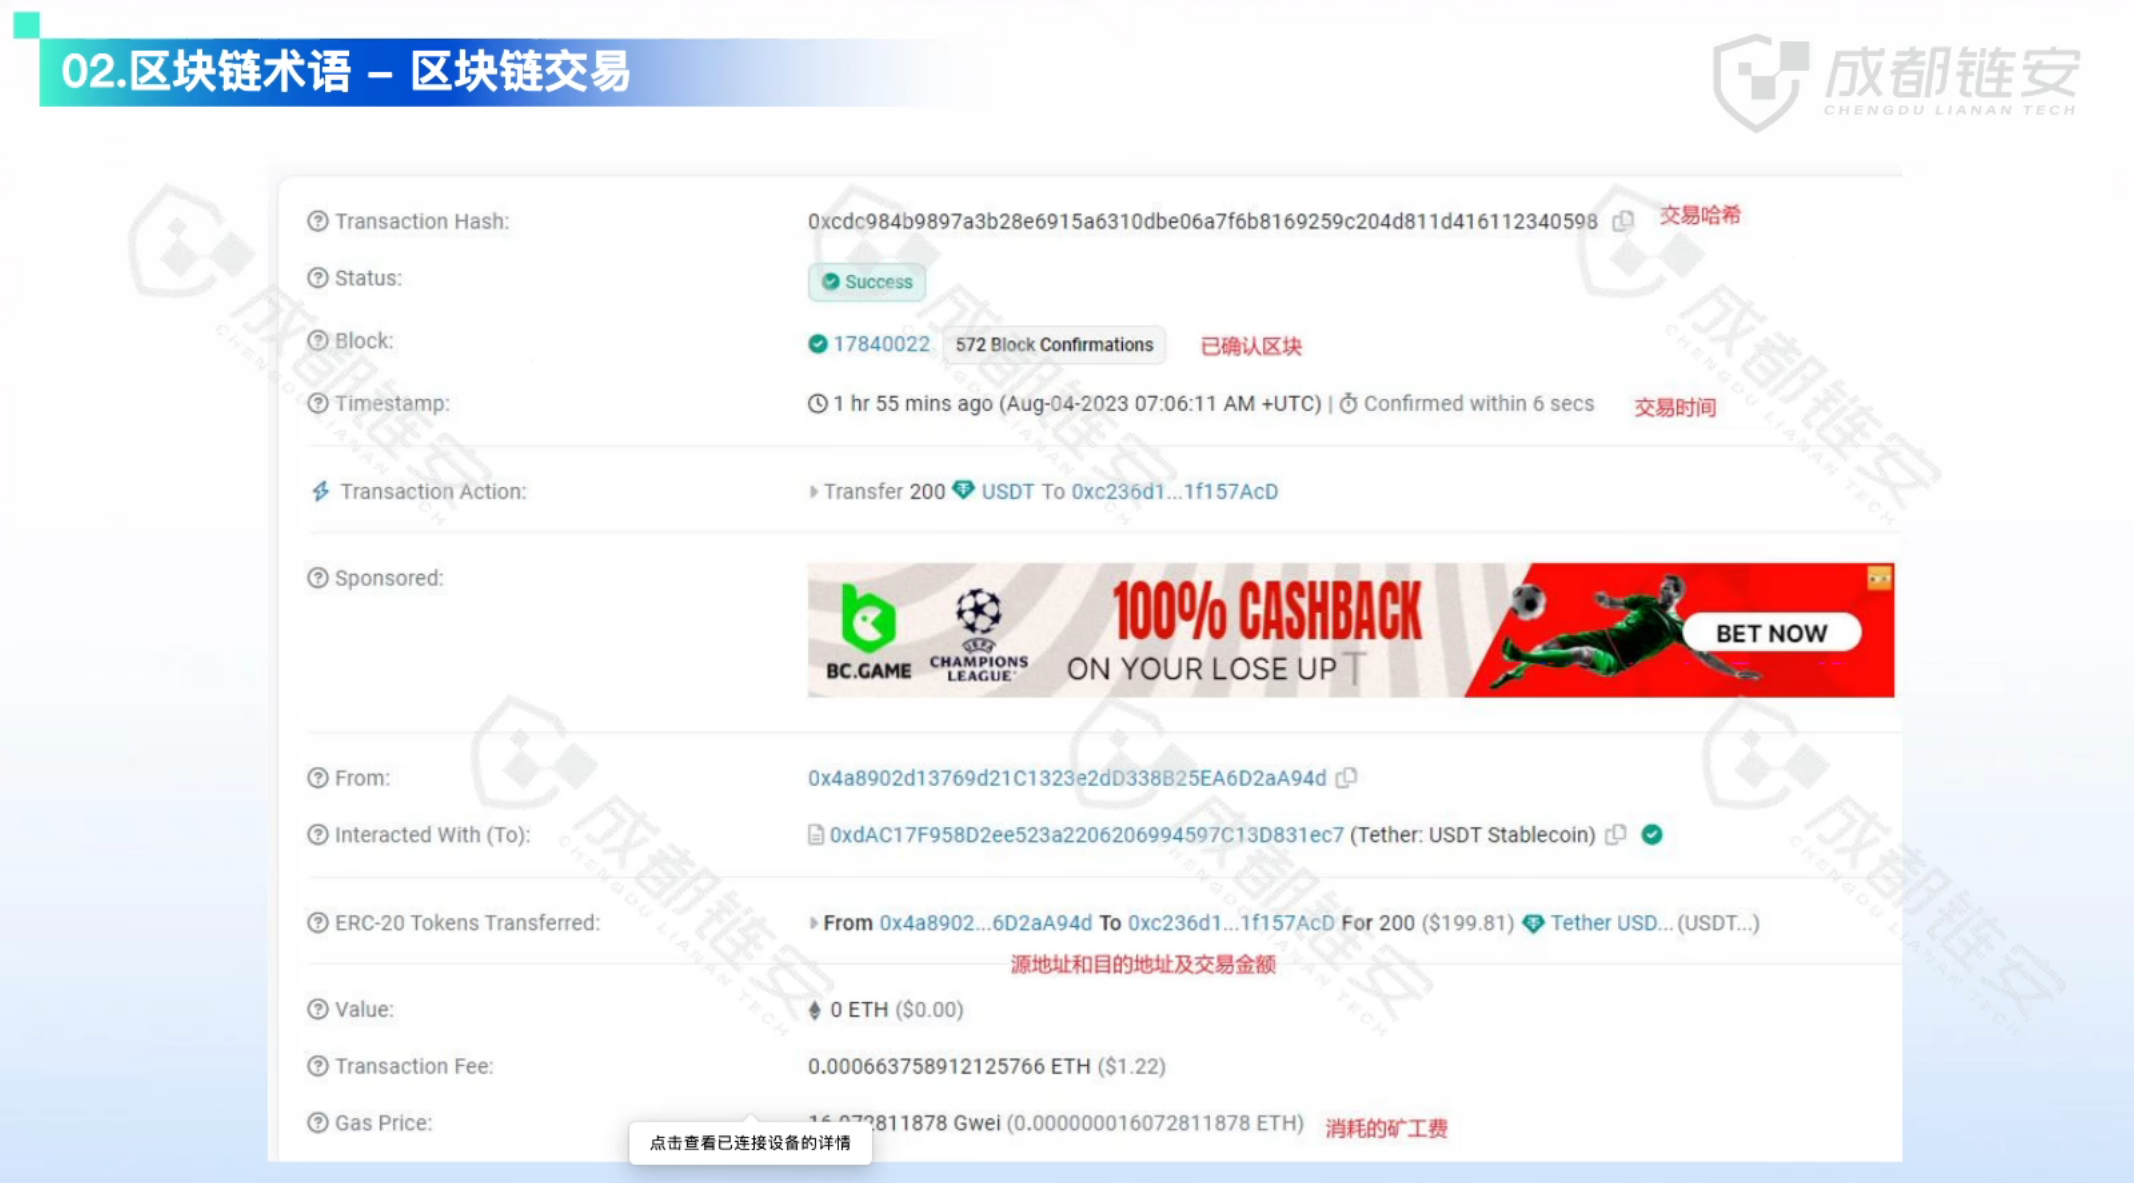 02.区块链术语 – 区块链交易
成都链安
CHENGDU LIANAN TECH
Transaction Hash: 0xcdc984b9897a3b28e6915a6310dbe06a7f6b8169259c204d811d416112340598 交易哈希
Status: Success
Block: 17840022 572 Block Confirmations 已确认区块
Timestamp: 1 hr 55 mins ago (Aug-04-2023 07:06:11 AM +UTC) | Confirmed within 6 secs 交易时间
Transaction Action: Transfer 200 USDT To 0xc236d1...1f157AcD
Sponsored:
BC.GAME
UEFA
CHAMPIONS
LEAGUE
100% CASHBACK
ON YOUR LOSE UP T
BET NOW
From: 0x4a8902d13769d21C1323e2dD338B25EA6D2aA94d
Interacted With (To): 0xdAC17F958D2ee523a2206206994597C13D831ec7 (Tether: USDT Stablecoin)
ERC-20 Tokens Transferred: From 0x4a8902...6D2aA94d To 0xc236d1...1f157AcD For 200 ($199.81) Tether USD... (USDT...)
源地址和目的地址及交易金额
Value: 0 ETH ($0.00)
Transaction Fee: 0.000663758912125766 ETH ($1.22)
Gas Price: 16.072811878 Gwei (0.000000016072811878 ETH) 消耗的矿工费
点击查看已连接设备的详情